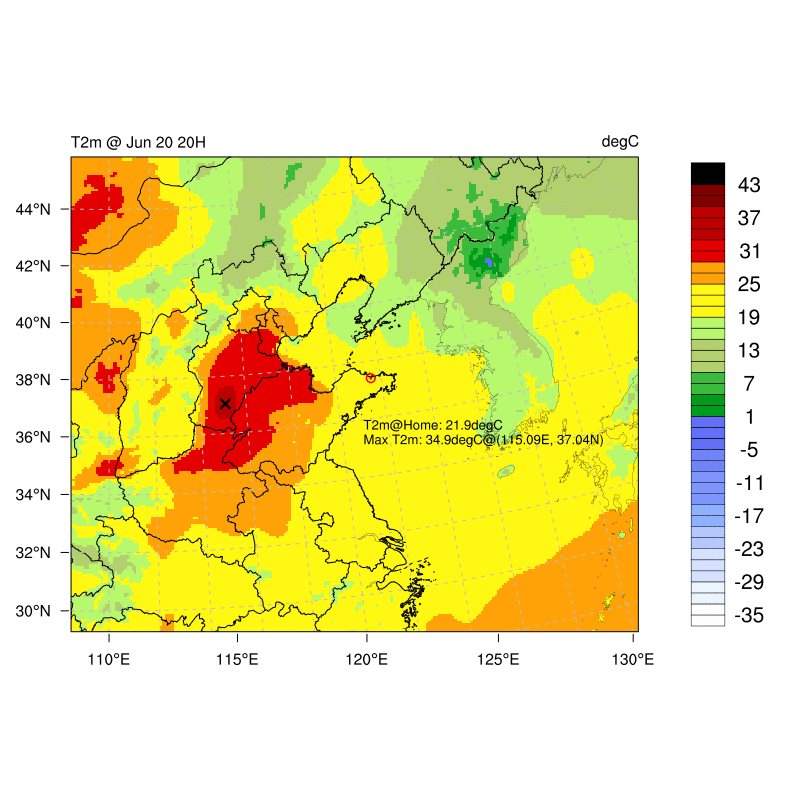 T2m @ Jun 20 20H
degC
44°N
42°N
40°N
38°N
36°N
34°N
32°N
30°N
110°E
115°E
120°E
125°E
130°E
T2m@Home: 21.9degC
Max T2m: 34.9degC@(115.09E, 37.04N)
43
37
31
25
19
13
7
1
-5
-11
-17
-23
-29
-35